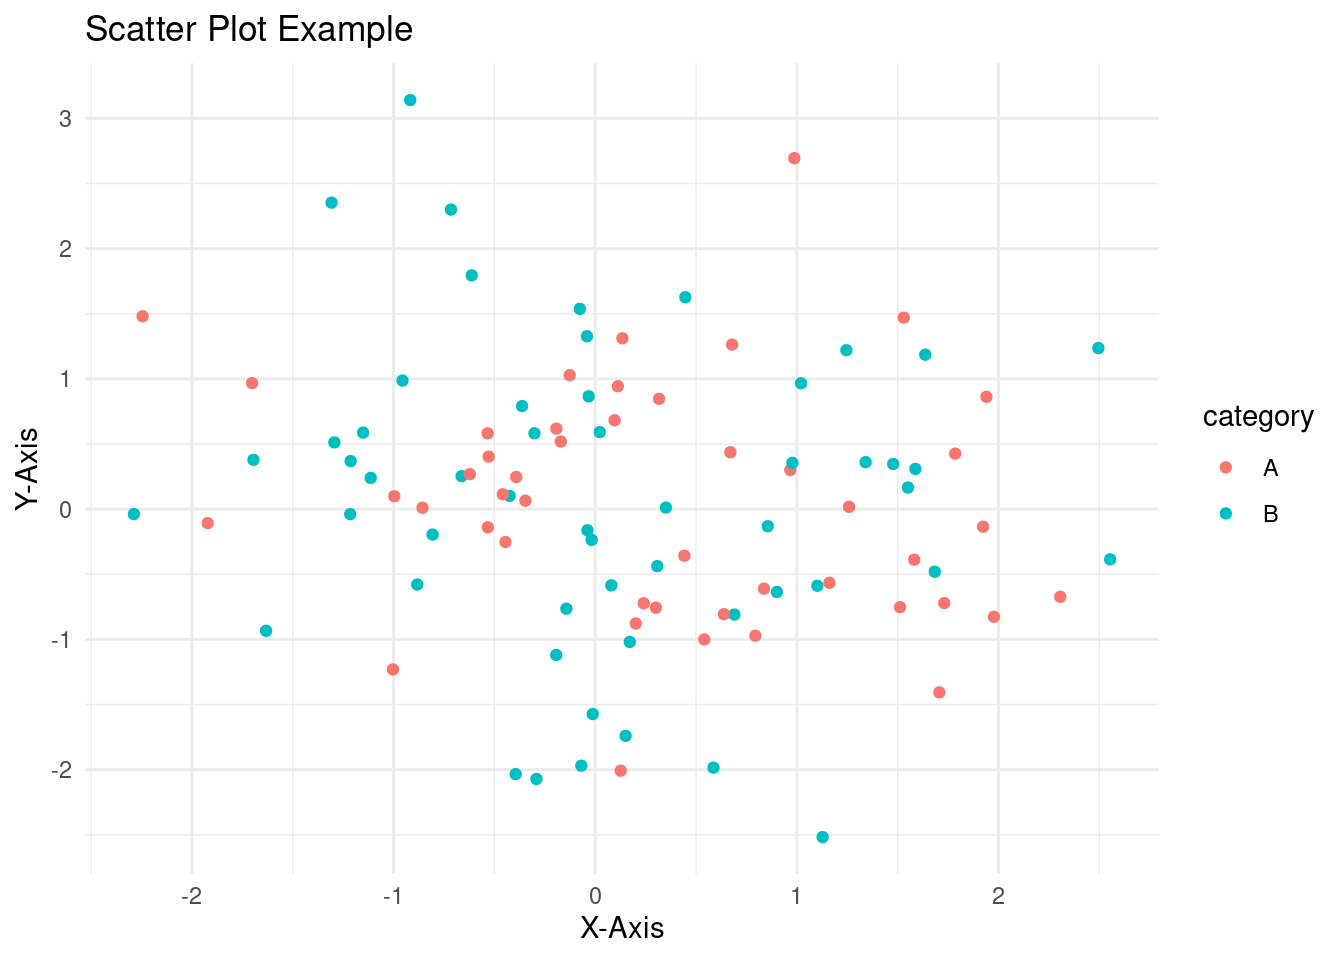 Scatter Plot Example
3
2
1
0
-1
-2
Y-Axis
-2 -1 0 1 2
X-Axis
category
A
B